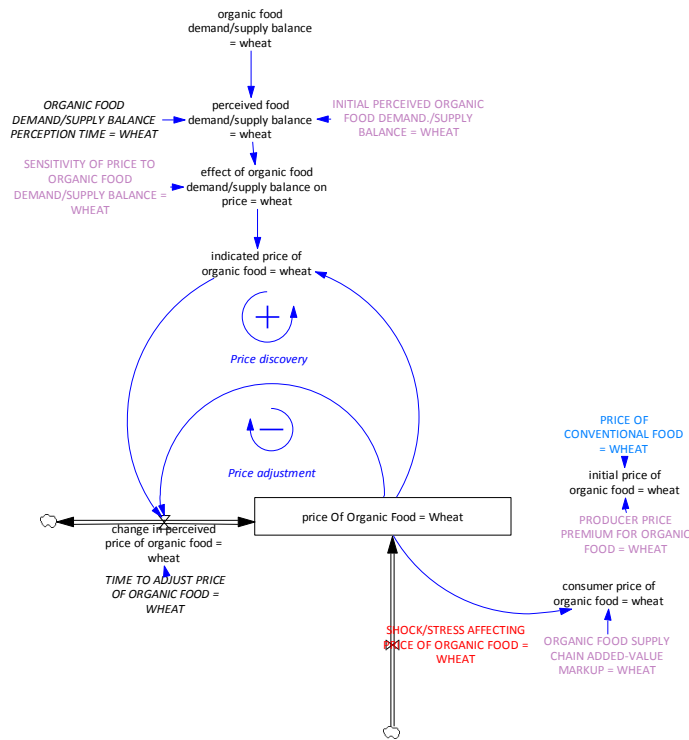 organic food
demand/supply balance
= wheat
ORGANIC FOOD
DEMAND/SUPPLY BALANCE
PERCEPTION TIME = WHEAT
perceived food
demand/supply balance
= wheat
INITIAL PERCEIVED ORGANIC
FOOD DEMAND./SUPPLY
BALANCE = WHEAT
SENSITIVITY OF PRICE TO
ORGANIC FOOD
DEMAND/SUPPLY BALANCE =
WHEAT
effect of organic food
demand/supply balance on
price = wheat
indicated price of
organic food = wheat
Price discovery
Price adjustment
PRICE OF
CONVENTIONAL FOOD
= WHEAT
initial price of
organic food = wheat
PRODUCER PRICE
PREMIUM FOR ORGANIC
FOOD = WHEAT
price Of Organic Food = Wheat
change in perceived
price of organic food =
wheat
TIME TO ADJUST PRICE
OF ORGANIC FOOD =
WHEAT
consumer price of
organic food = wheat
SHOCK/STRESS AFFECTING
PRICE OF ORGANIC FOOD =
WHEAT
ORGANIC FOOD SUPPLY
CHAIN ADDED-VALUE
MARKUP = WHEAT